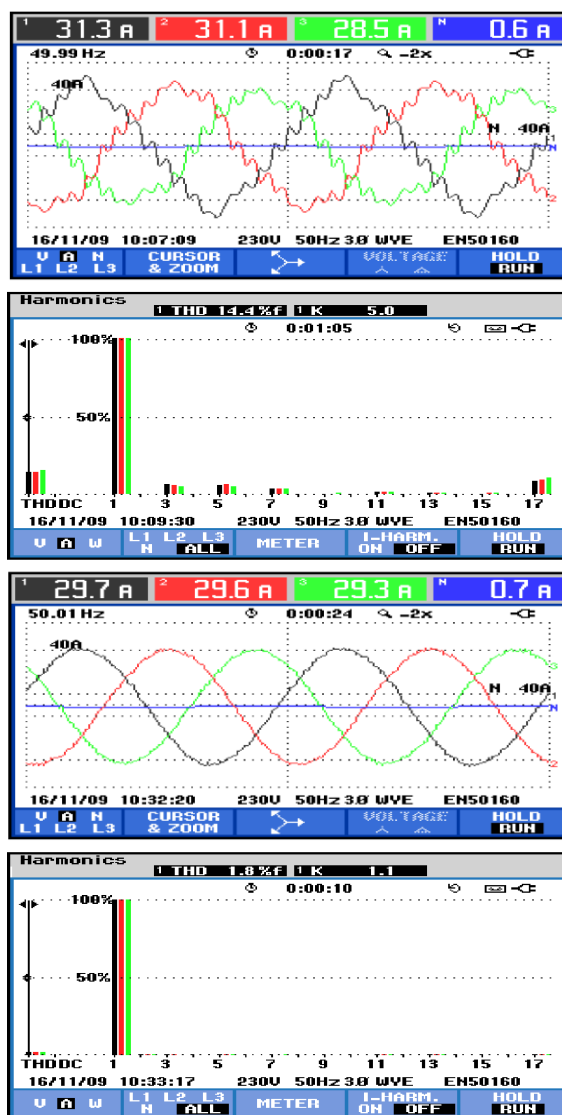 1 31.3 A 2 31.1 A 3 28.5 A N 0.6 A
49.99 Hz 0:00:17 -2x
40A
3
N 40A
1
N
2
16/11/09 10:07:09 230V 50Hz 3Ø WYE EN50160
V A N CURSOR VOLTAGE HOLD
L1 L2 L3 & ZOOM RUN
Harmonics
1 THD 14.4%f 1 K 5.0
0:01:05
100%
50%
THDDC 1 3 5 7 9 11 13 15 17
16/11/09 10:09:30 230V 50Hz 3Ø WYE EN50160
V A W L1 L2 L3 METER I-HARM. HOLD
N ALL ON OFF RUN
1 29.7 A 2 29.6 A 3 29.3 A N 0.7 A
50.01 Hz 0:00:24 -2x
40A
3
N 40A
1
N
2
16/11/09 10:32:20 230V 50Hz 3Ø WYE EN50160
V A N CURSOR VOLTAGE HOLD
L1 L2 L3 & ZOOM RUN
Harmonics
1 THD 1.8%f 1 K 1.1
0:00:10
100%
50%
THDDC 1 3 5 7 9 11 13 15 17
16/11/09 10:33:17 230V 50Hz 3Ø WYE EN50160
V A W L1 L2 L3 METER I-HARM. HOLD
N ALL ON OFF RUN